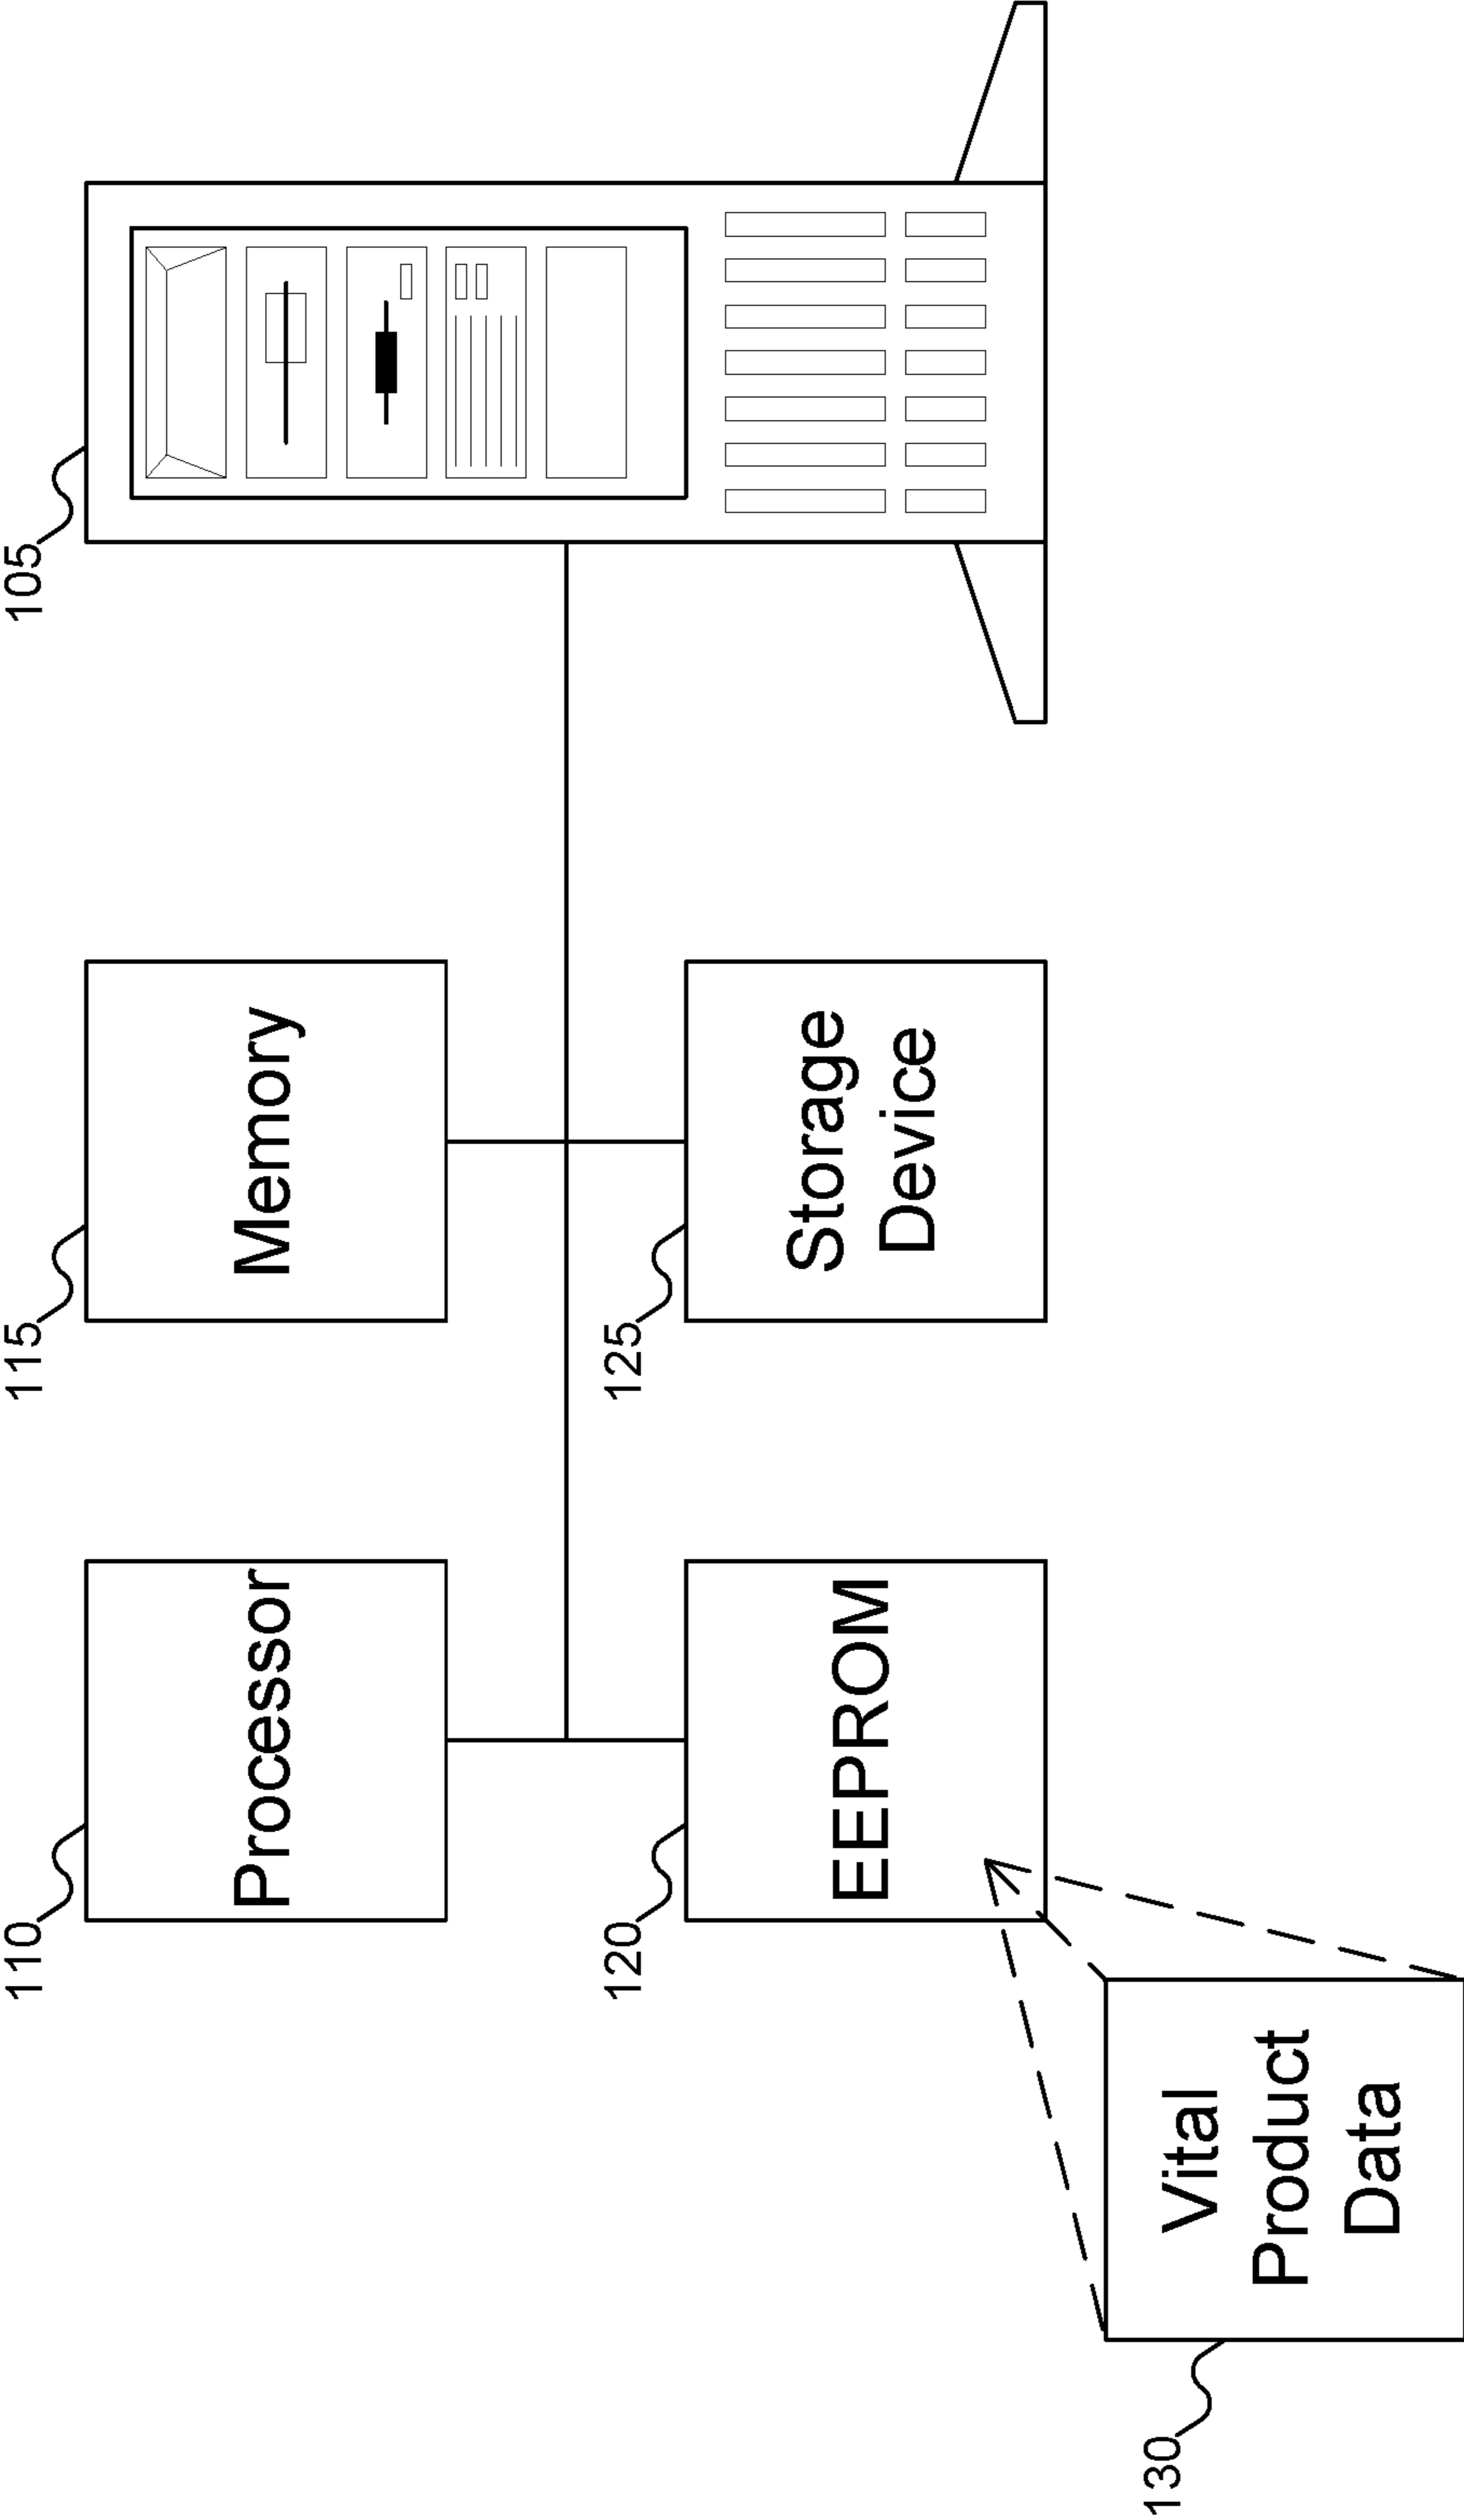 110
115
105
Processor
Memory
120
125
Storage
Device
EEPROM
130
Vital
Product
Data